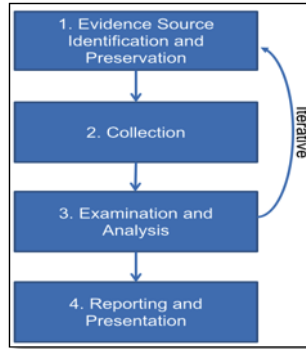 1. Evidence Source
Identification and
Preservation
2. Collection
3. Examination and
Analysis
4. Reporting and
Presentation
Iterative